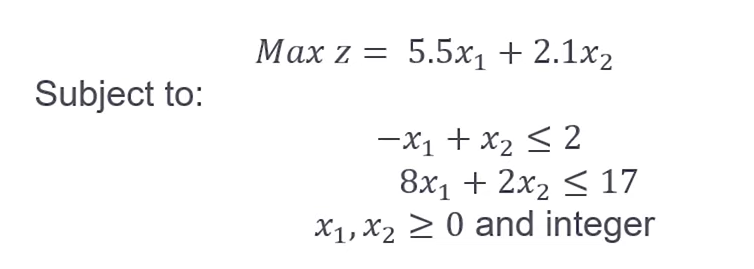 Max z = 5.5x₁ + 2.1x₂
Subject to:
−x₁ + x₂ ≤ 2
8x₁ + 2x₂ ≤ 17
x₁, x₂ ≥ 0 and integer